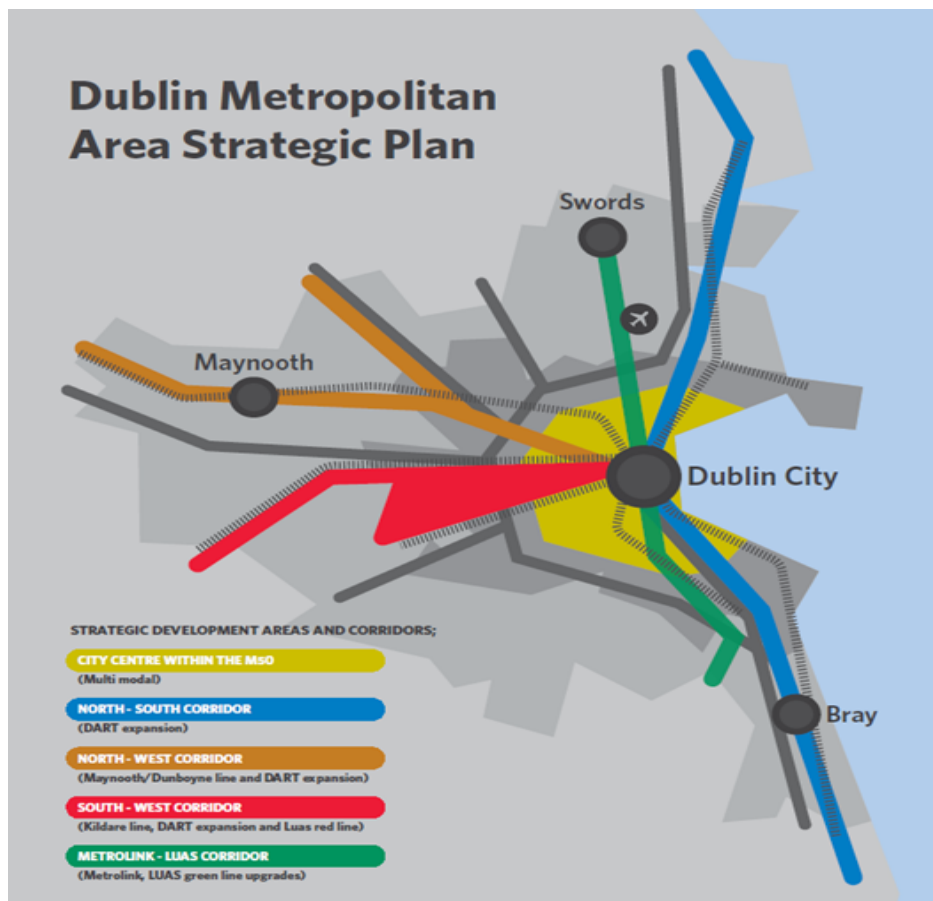 Dublin Metropolitan
Area Strategic Plan
Swords
Maynooth
Dublin City
Bray
STRATEGIC DEVELOPMENT AREAS AND CORRIDORS;
CITY CENTRE WITHIN THE M50
(Multi modal)
NORTH - SOUTH CORRIDOR
(DART expansion)
NORTH - WEST CORRIDOR
(Maynooth/Dunboyne line and DART expansion)
SOUTH - WEST CORRIDOR
(Kildare line, DART expansion and Luas red line)
METROLINK - LUAS CORRIDOR
(Metrolink, LUAS green line upgrades)